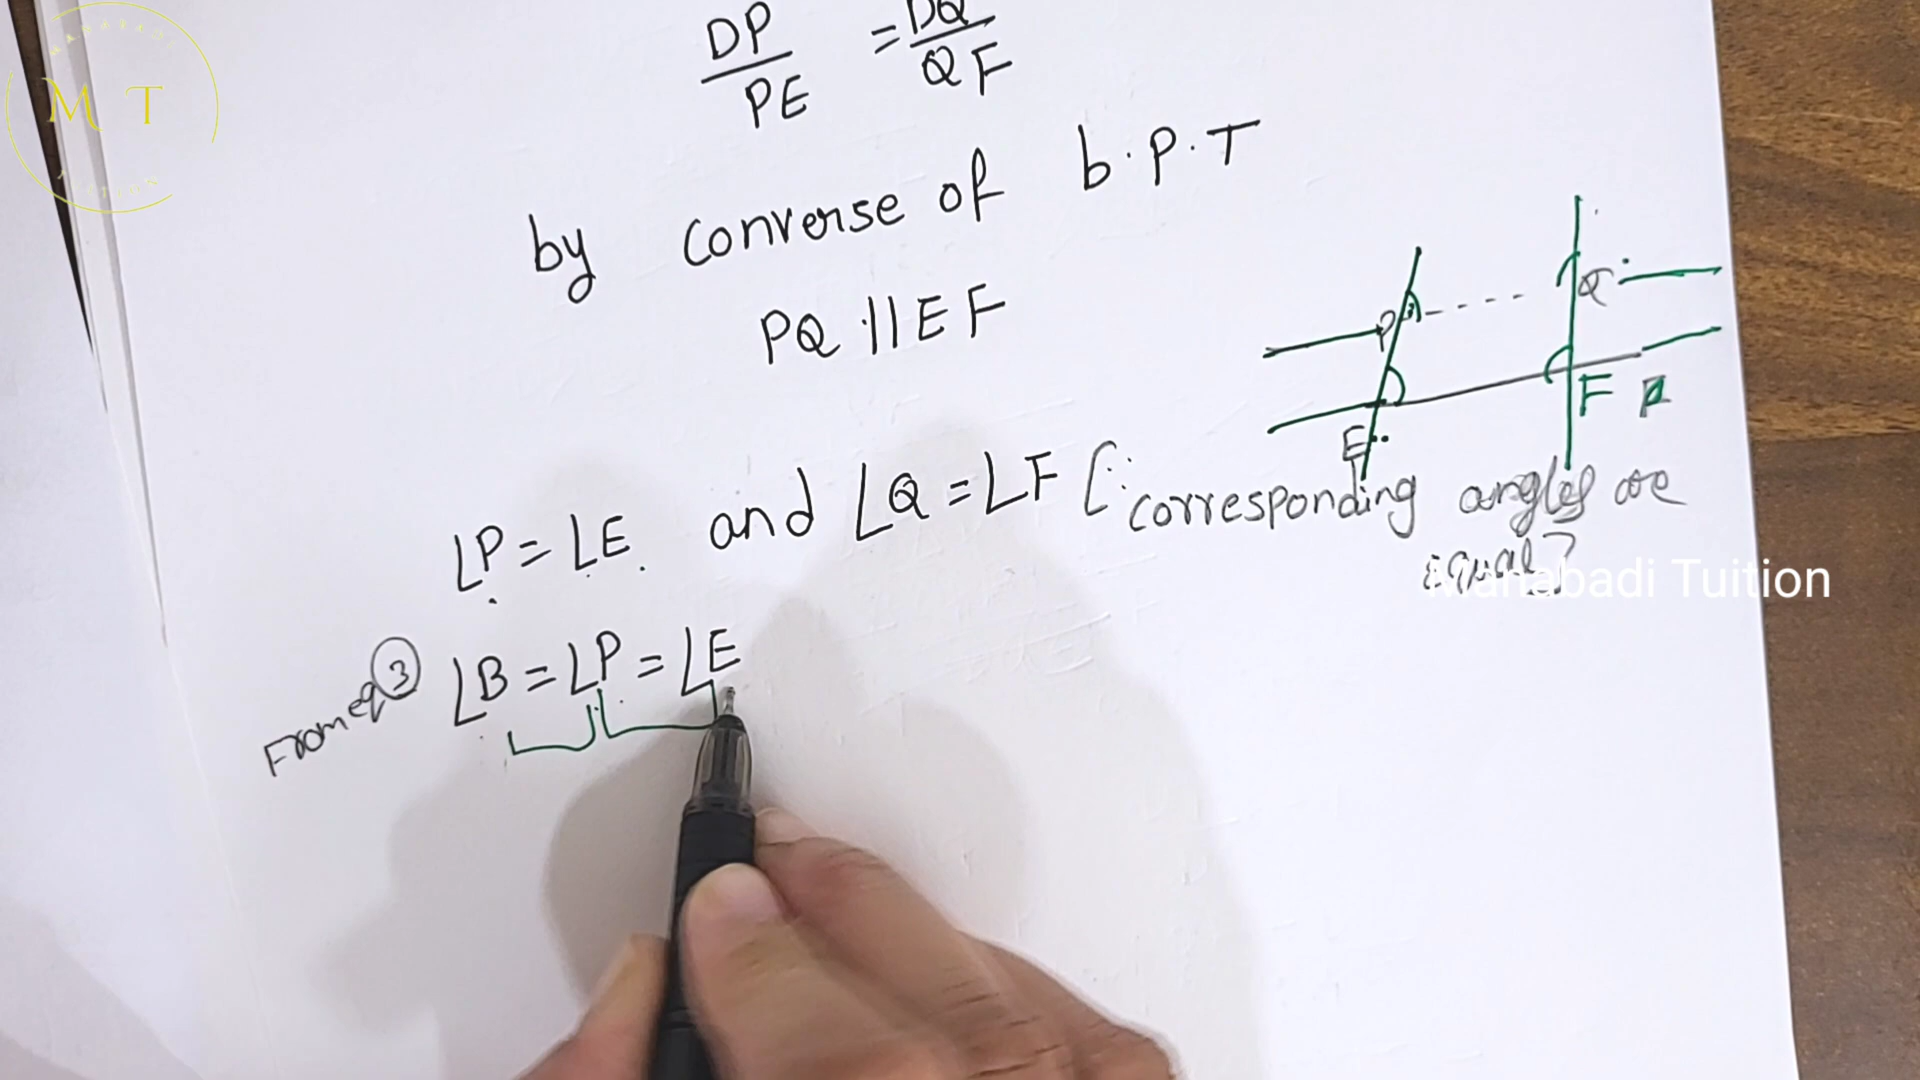 DP = DQ
PE QF
by converse of b.P.T
PQ || EF
∠P = ∠E and ∠Q = ∠F [∵ corresponding angles are
equal]
From eq ③ ∠B = ∠P = ∠E
P Q
E F
Manabadi Tuition
M T